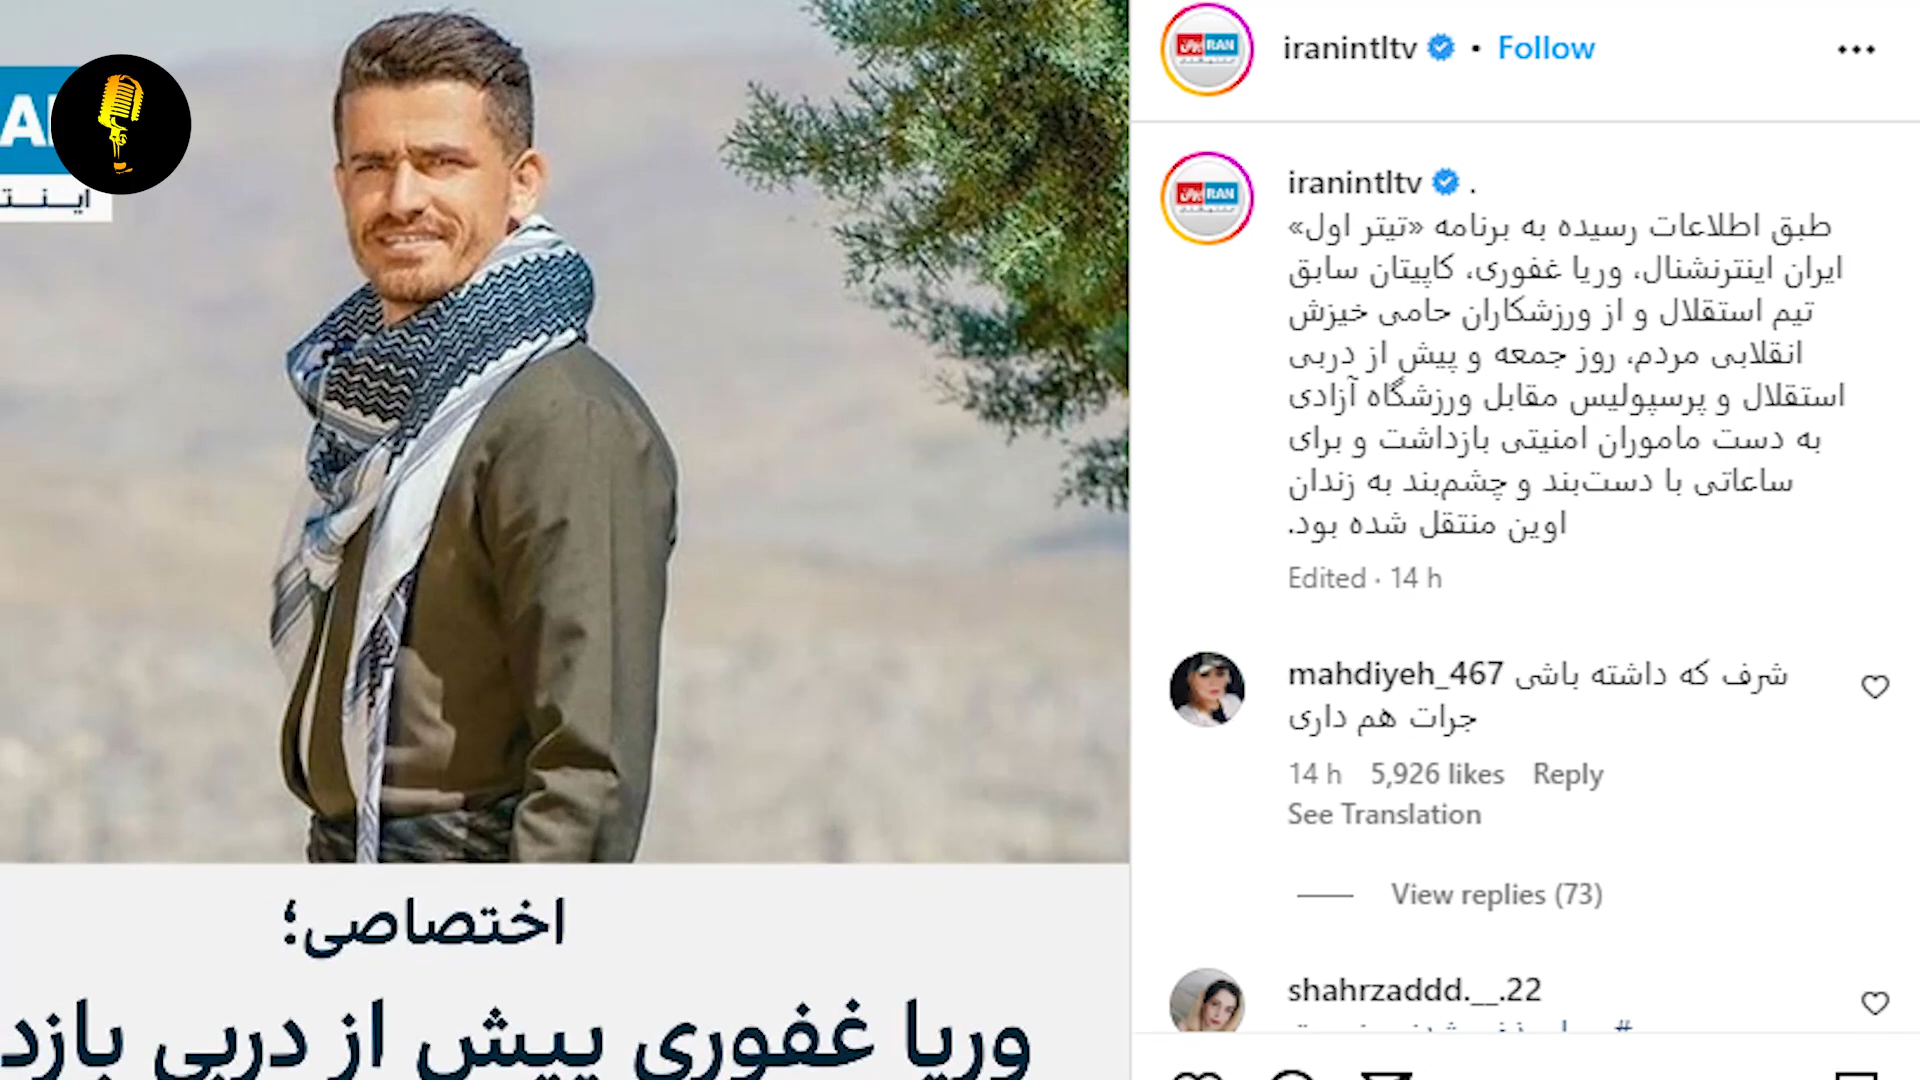 اینت
اختصاصی؛
وریا غفوری پیش از دربی بازد
iranintltv • Follow
iranintltv .
طبق اطلاعات رسیده به برنامه «تیتر اول»
ایران اینترنشنال، وریا غفوری، کاپیتان سابق
تیم استقلال و از ورزشکاران حامی خیزش
انقلابی مردم، روز جمعه و پیش از دربی
استقلال و پرسپولیس مقابل ورزشگاه آزادی
به دست ماموران امنیتی بازداشت و برای
ساعاتی با دست‌بند و چشم‌بند به زندان
اوین منتقل شده بود.
Edited · 14 h
mahdiyeh_467 شرف که داشته باشی
جرات هم داری
14 h 5,926 likes Reply
See Translation
View replies (73)
shahrzaddd.__.22